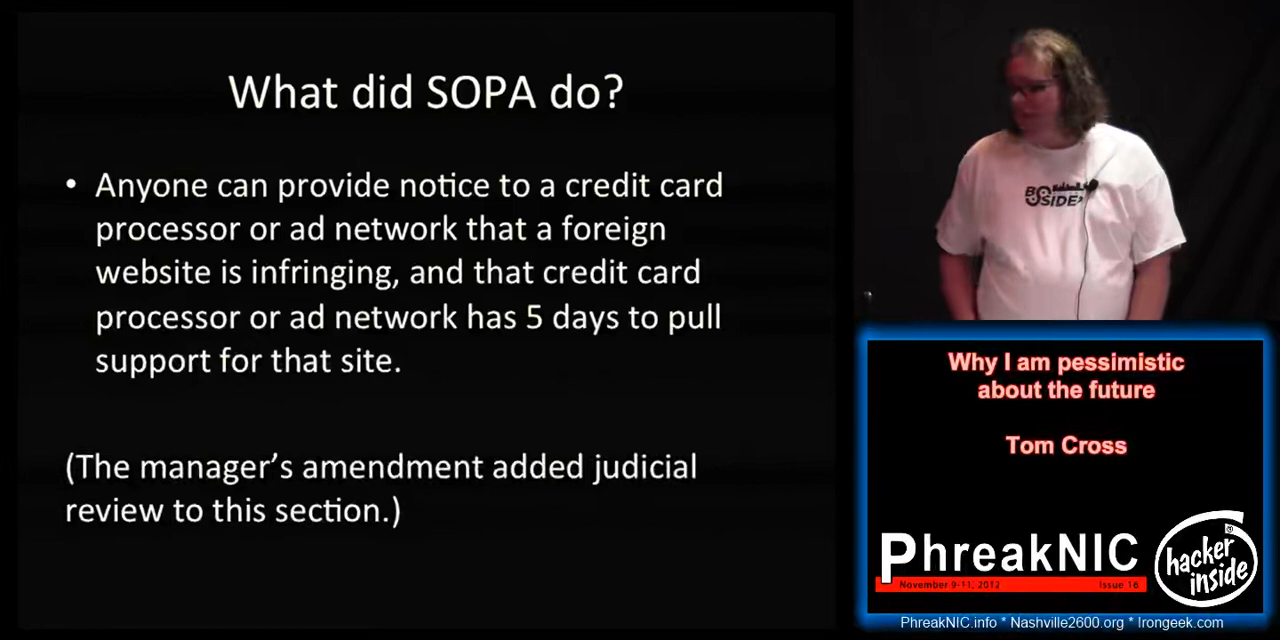 What did SOPA do?
• Anyone can provide notice to a credit card
processor or ad network that a foreign
website is infringing, and that credit card
processor or ad network has 5 days to pull
support for that site.
(The manager's amendment added judicial
review to this section.)
SIDES
Why I am pessimistic
about the future
Tom Cross
PhreakNIC
November 9-11, 2012 Issue 16
hacker
inside
PhreakNIC.info * Nashville2600.org * Irongeek.com